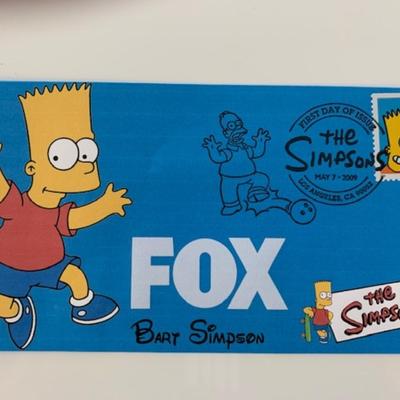 FIRST DAY OF ISSUE
the
SIMPSONS
MAY 7 • 2009
LOS ANGELES, CA 90052
FOX
BART SIMPSON
the
SIMPSONS